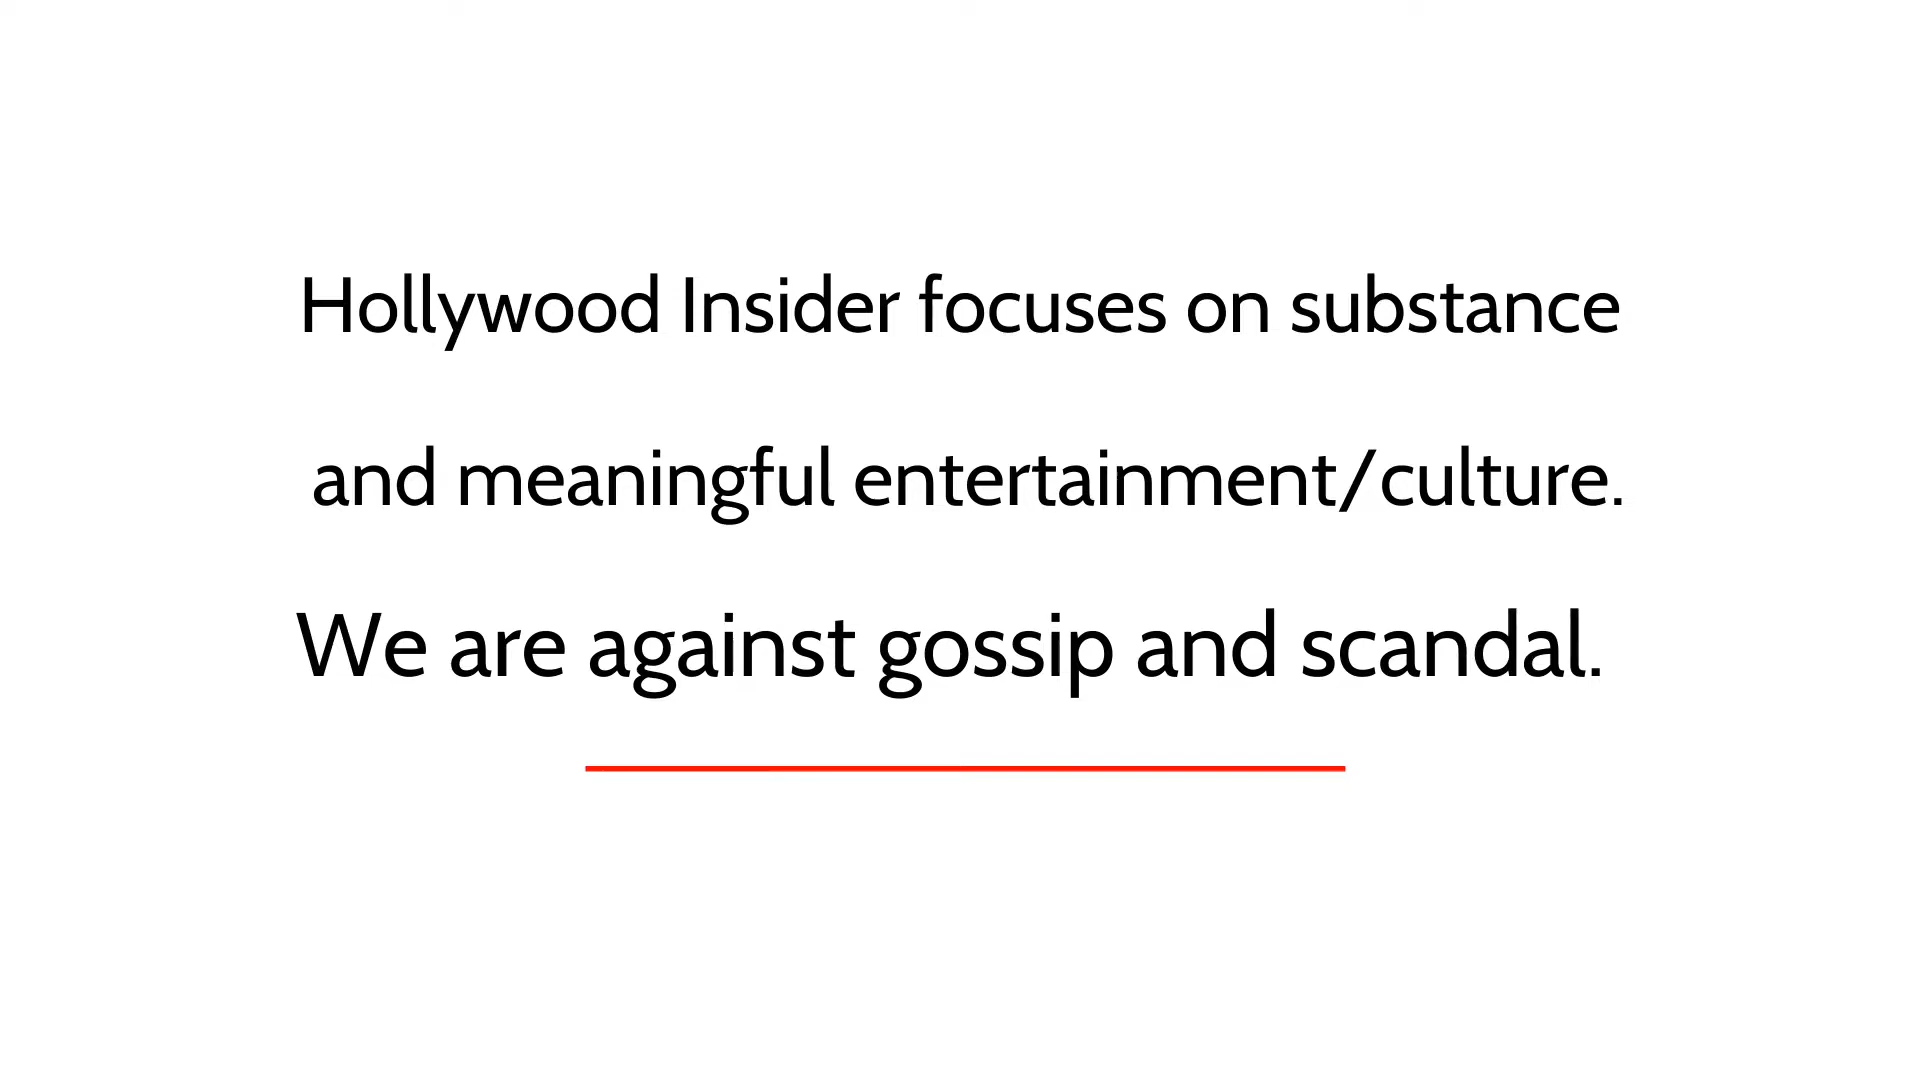 Hollywood Insider focuses on substance
and meaningful entertainment/culture.
We are against gossip and scandal.